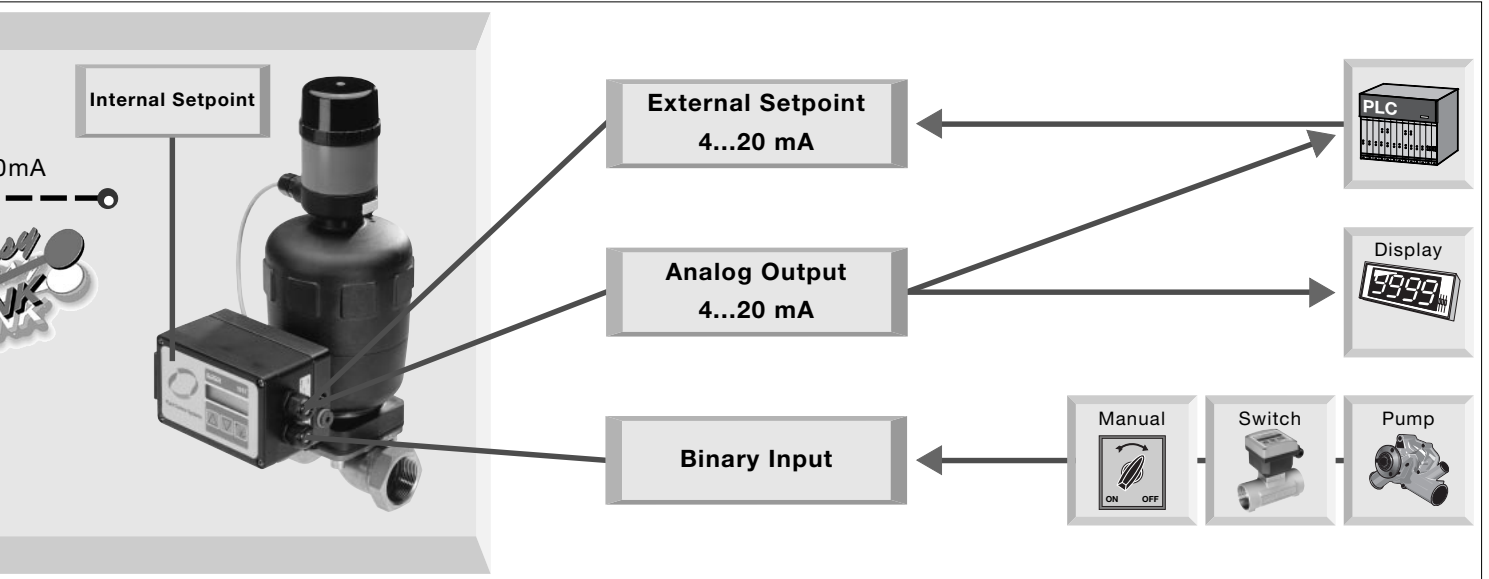 Internal Setpoint
0mA
External Setpoint
4...20 mA
Analog Output
4...20 mA
Binary Input
PLC
Display
9999
Manual
ON OFF
Switch
Pump